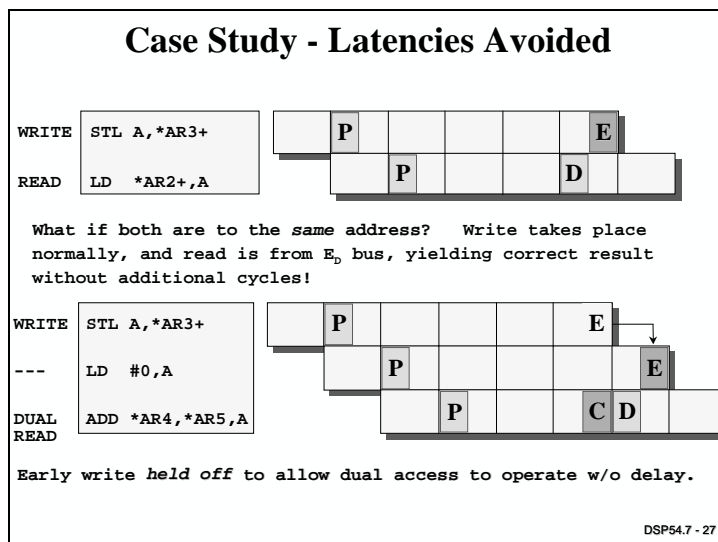 Case Study - Latencies Avoided
WRITE STL A,*AR3+ P E
READ LD *AR2+,A P D
What if both are to the same address? Write takes place
normally, and read is from ED bus, yielding correct result
without additional cycles!
WRITE STL A,*AR3+ P E
--- LD #0,A P E
DUAL READ ADD *AR4,*AR5,A P C D
Early write held off to allow dual access to operate w/o delay.
DSP54.7 - 27